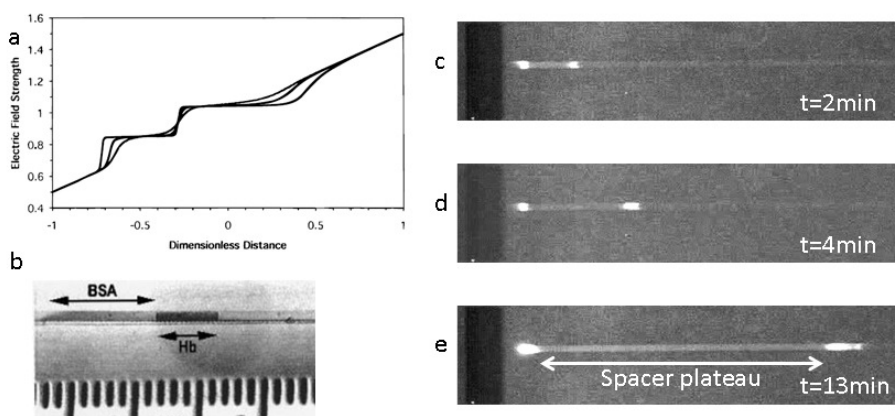 a
1.6
1.4
1.2
1
0.8
0.6
0.4
Electric Field Strength
-1
-0.5
0
0.5
1
Dimensionless Distance
b
BSA
Hb
c
t=2min
d
t=4min
e
Spacer plateau
t=13min